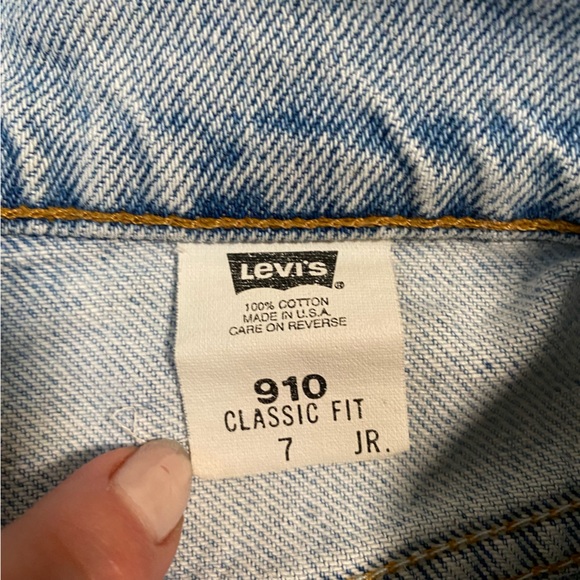 Levi's ®
100% COTTON
MADE IN U.S.A.
CARE ON REVERSE
910
CLASSIC FIT
7 JR.